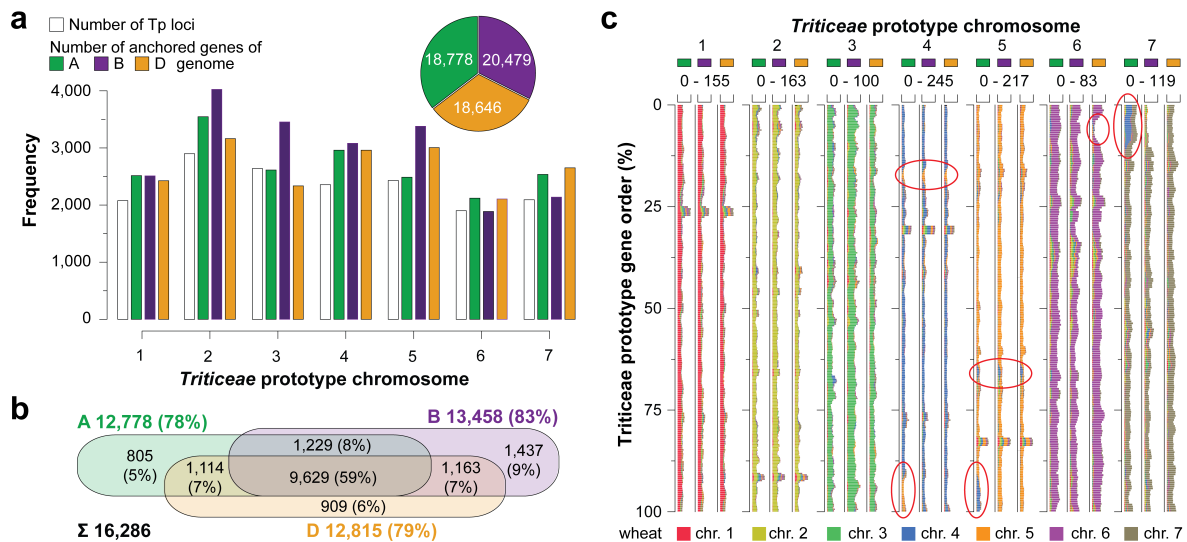 a
Number of Tp loci
Number of anchored genes of
A B D genome
18,778
20,479
18,646
4,000
3,000
2,000
1,000
0
Frequency
1 2 3 4 5 6 7
Triticeae prototype chromosome
b
A 12,778 (78%)
B 13,458 (83%)
805
(5%)
1,229 (8%)
1,437
(9%)
1,114
(7%)
9,629 (59%)
1,163
(7%)
909 (6%)
Σ 16,286
D 12,815 (79%)
c
Triticeae prototype chromosome
1 2 3 4 5 6 7
0 - 155 0 - 163 0 - 100 0 - 245 0 - 217 0 - 83 0 - 119
0
25
50
75
100
Triticeae prototype gene order (%)
wheat chr. 1 chr. 2 chr. 3 chr. 4 chr. 5 chr. 6 chr. 7